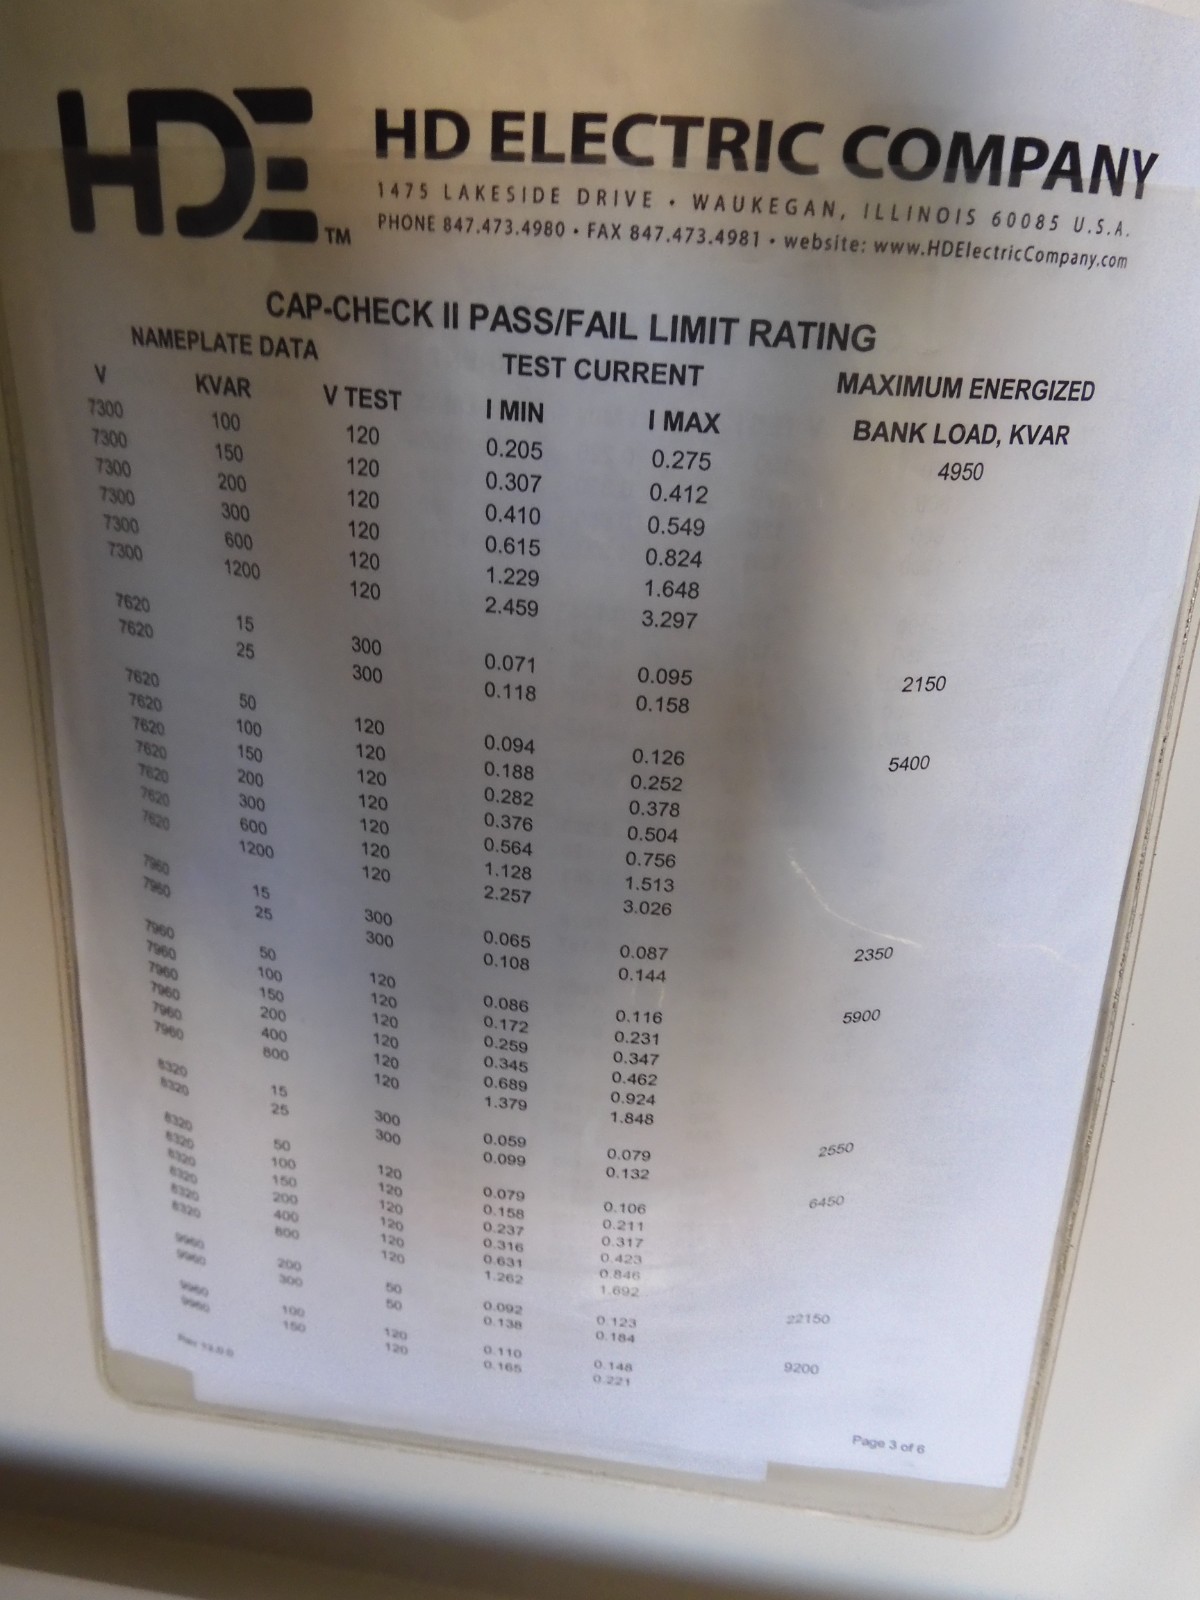 HDE™
HD ELECTRIC COMPANY
1475 LAKESIDE DRIVE • WAUKEGAN, ILLINOIS 60085 U.S.A.
PHONE 847.473.4980 • FAX 847.473.4981 • website: www.HDElectricCompany.com
CAP-CHECK II PASS/FAIL LIMIT RATING
NAMEPLATE DATA TEST CURRENT MAXIMUM ENERGIZED
V KVAR V TEST I MIN I MAX BANK LOAD, KVAR
7300 100 120 0.205 0.275 4950
7300 150 120 0.307 0.412
7300 200 120 0.410 0.549
7300 300 120 0.615 0.824
7300 600 120 1.229 1.648
7300 1200 120 2.459 3.297
7620 15 300 0.071 0.095 2150
7620 25 300 0.118 0.158
7620 50 120 0.094 0.126 5400
7620 100 120 0.188 0.252
7620 150 120 0.282 0.378
7620 200 120 0.376 0.504
7620 300 120 0.564 0.756
7620 600 120 1.128 1.513
7620 1200 120 2.257 3.026
7960 15 300 0.065 0.087 2350
7960 25 300 0.108 0.144
7960 50 120 0.086 0.116 5900
7960 100 120 0.172 0.231
7960 150 120 0.259 0.347
7960 200 120 0.345 0.462
7960 400 120 0.689 0.924
7960 800 120 1.379 1.848
8320 15 300 0.059 0.079 2550
8320 25 300 0.099 0.132
8320 50 120 0.079 0.106 6450
8320 100 120 0.158 0.211
8320 150 120 0.237 0.317
8320 200 120 0.316 0.423
8320 400 120 0.631 0.846
8320 800 120 1.262 1.692
9960 200 50 0.092 0.123 22150
9960 300 50 0.138 0.184
9960 100 120 0.110 0.148 9200
9960 150 120 0.165 0.221
Rev
Page 3 of 6